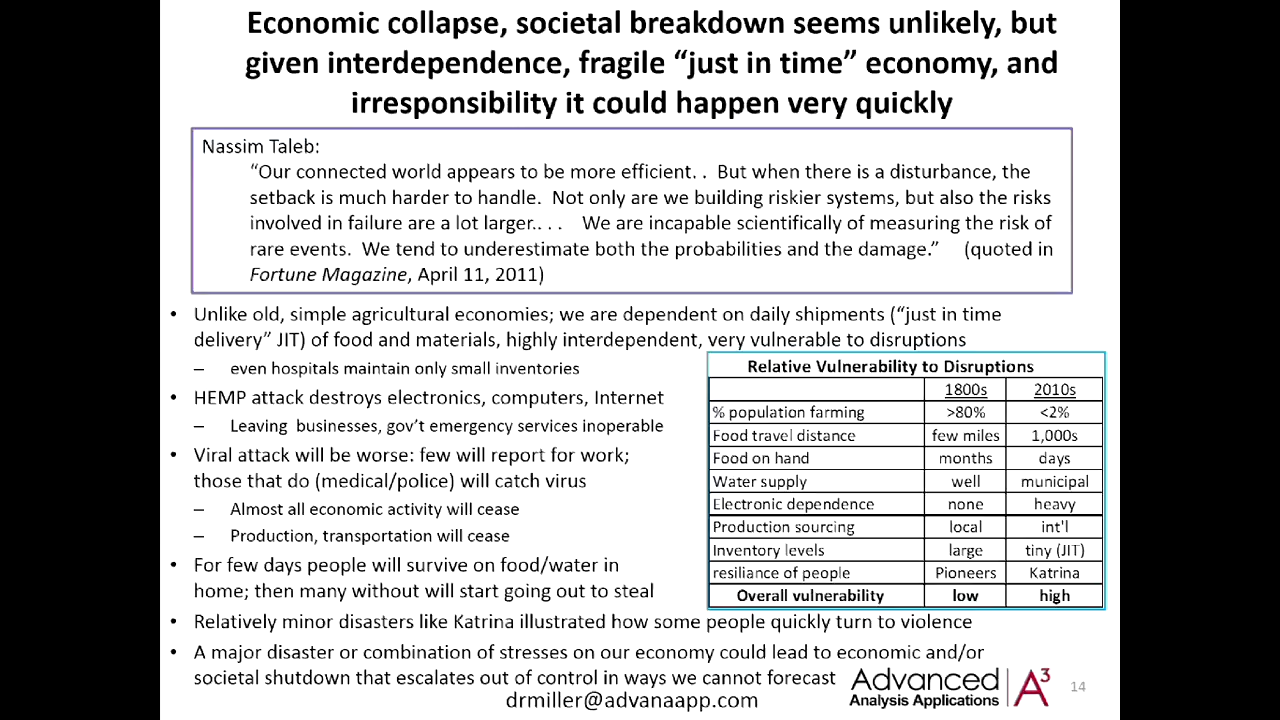 Economic collapse, societal breakdown seems unlikely, but
given interdependence, fragile “just in time” economy, and
irresponsibility it could happen very quickly
Nassim Taleb:
“Our connected world appears to be more efficient. .  But when there is a disturbance, the
setback is much harder to handle.  Not only are we building riskier systems, but also the risks
involved in failure are a lot larger.. . .    We are incapable scientifically of measuring the risk of
rare events.  We tend to underestimate both the probabilities and the damage.”    (quoted in
Fortune Magazine, April 11, 2011)
• Unlike old, simple agricultural economies; we are dependent on daily shipments (“just in time
delivery” JIT) of food and materials, highly interdependent, very vulnerable to disruptions
– even hospitals maintain only small inventories
• HEMP attack destroys electronics, computers, Internet
– Leaving  businesses, gov’t emergency services inoperable
• Viral attack will be worse: few will report for work;
those that do (medical/police) will catch virus
– Almost all economic activity will cease
– Production, transportation will cease
• For few days people will survive on food/water in
home; then many without will start going out to steal
Relative Vulnerability to Disruptions
1800s 2010s
% population farming >80% <2%
Food travel distance few miles 1,000s
Food on hand months days
Water supply well municipal
Electronic dependence none heavy
Production sourcing local int'l
Inventory levels large tiny (JIT)
resiliance of people Pioneers Katrina
Overall vulnerability low high
• Relatively minor disasters like Katrina illustrated how some people quickly turn to violence
• A major disaster or combination of stresses on our economy could lead to economic and/or
societal shutdown that escalates out of control in ways we cannot forecast
drmiller@advanaapp.com
Advanced
Analysis Applications
A3
14